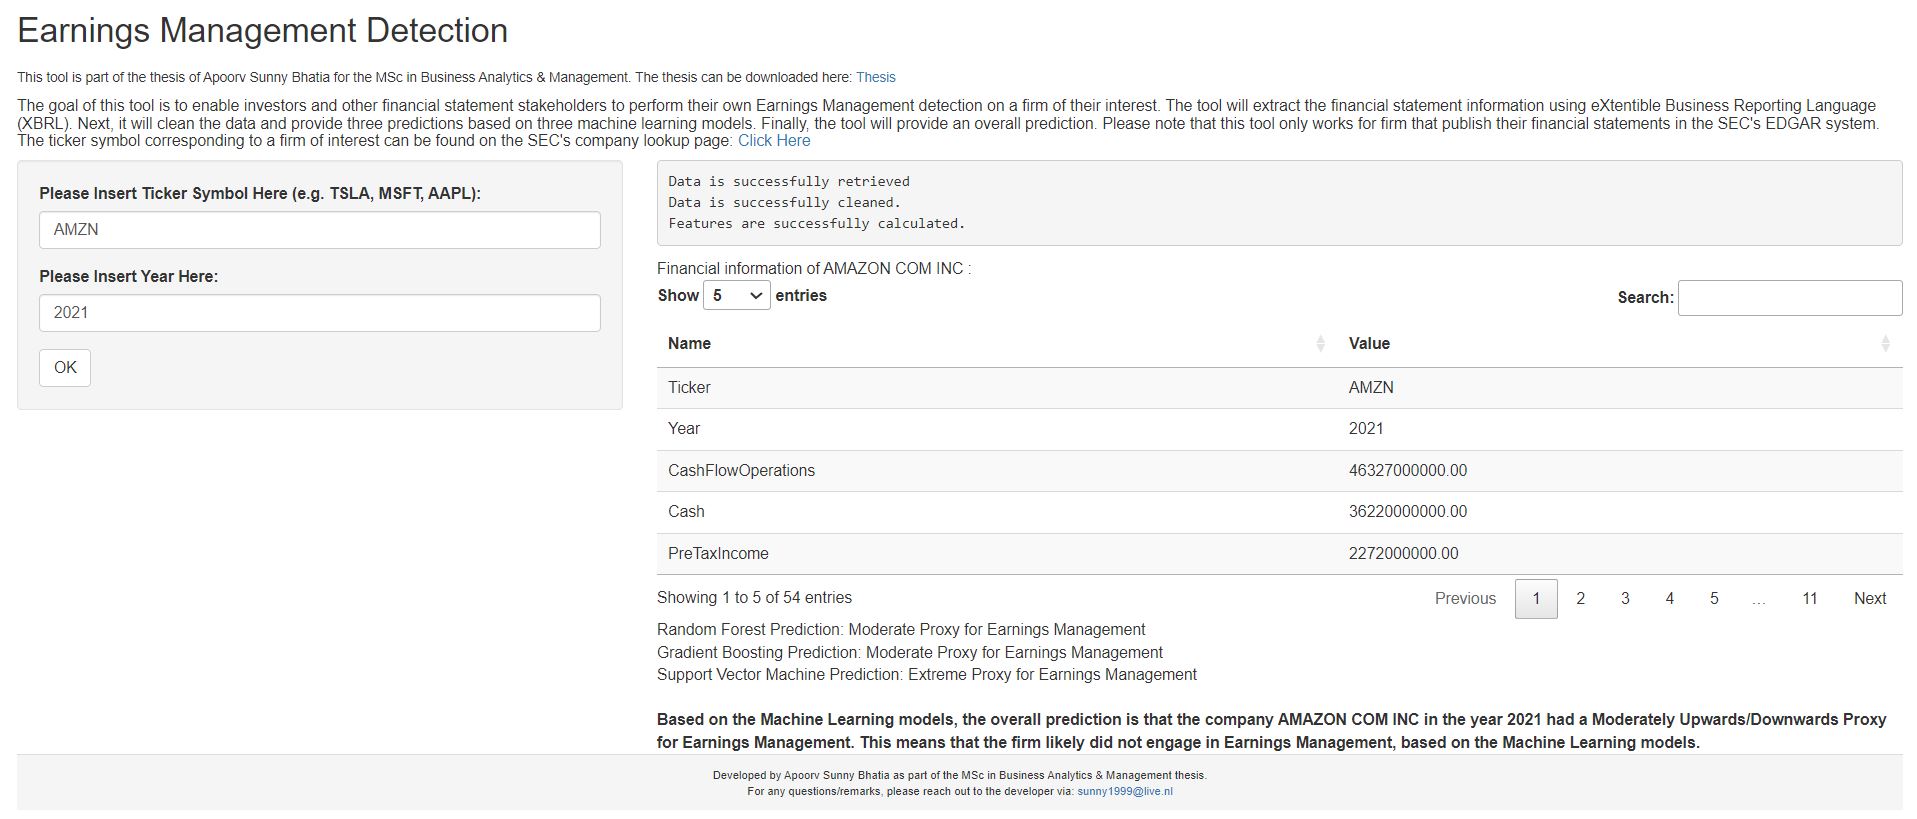 Earnings Management Detection
This tool is part of the thesis of Apoorv Sunny Bhatia for the MSc in Business Analytics & Management. The thesis can be downloaded here: Thesis
The goal of this tool is to enable investors and other financial statement stakeholders to perform their own Earnings Management detection on a firm of their interest. The tool will extract the financial statement information using eXtentible Business Reporting Language
(XBRL). Next, it will clean the data and provide three predictions based on three machine learning models. Finally, the tool will provide an overall prediction. Please note that this tool only works for firm that publish their financial statements in the SEC's EDGAR system.
The ticker symbol corresponding to a firm of interest can be found on the SEC's company lookup page: Click Here
Please Insert Ticker Symbol Here (e.g. TSLA, MSFT, AAPL):
AMZN
Please Insert Year Here:
2021
OK
Data is successfully retrieved
Data is successfully cleaned.
Features are successfully calculated.
Financial information of AMAZON COM INC :
Show 5 entries Search:
Name Value
Ticker AMZN
Year 2021
CashFlowOperations 46327000000.00
Cash 36220000000.00
PreTaxIncome 2272000000.00
Showing 1 to 5 of 54 entries Previous 1 2 3 4 5 … 11 Next
Random Forest Prediction: Moderate Proxy for Earnings Management
Gradient Boosting Prediction: Moderate Proxy for Earnings Management
Support Vector Machine Prediction: Extreme Proxy for Earnings Management
Based on the Machine Learning models, the overall prediction is that the company AMAZON COM INC in the year 2021 had a Moderately Upwards/Downwards Proxy
for Earnings Management. This means that the firm likely did not engage in Earnings Management, based on the Machine Learning models.
Developed by Apoorv Sunny Bhatia as part of the MSc in Business Analytics & Management thesis.
For any questions/remarks, please reach out to the developer via: sunny1999@live.nl